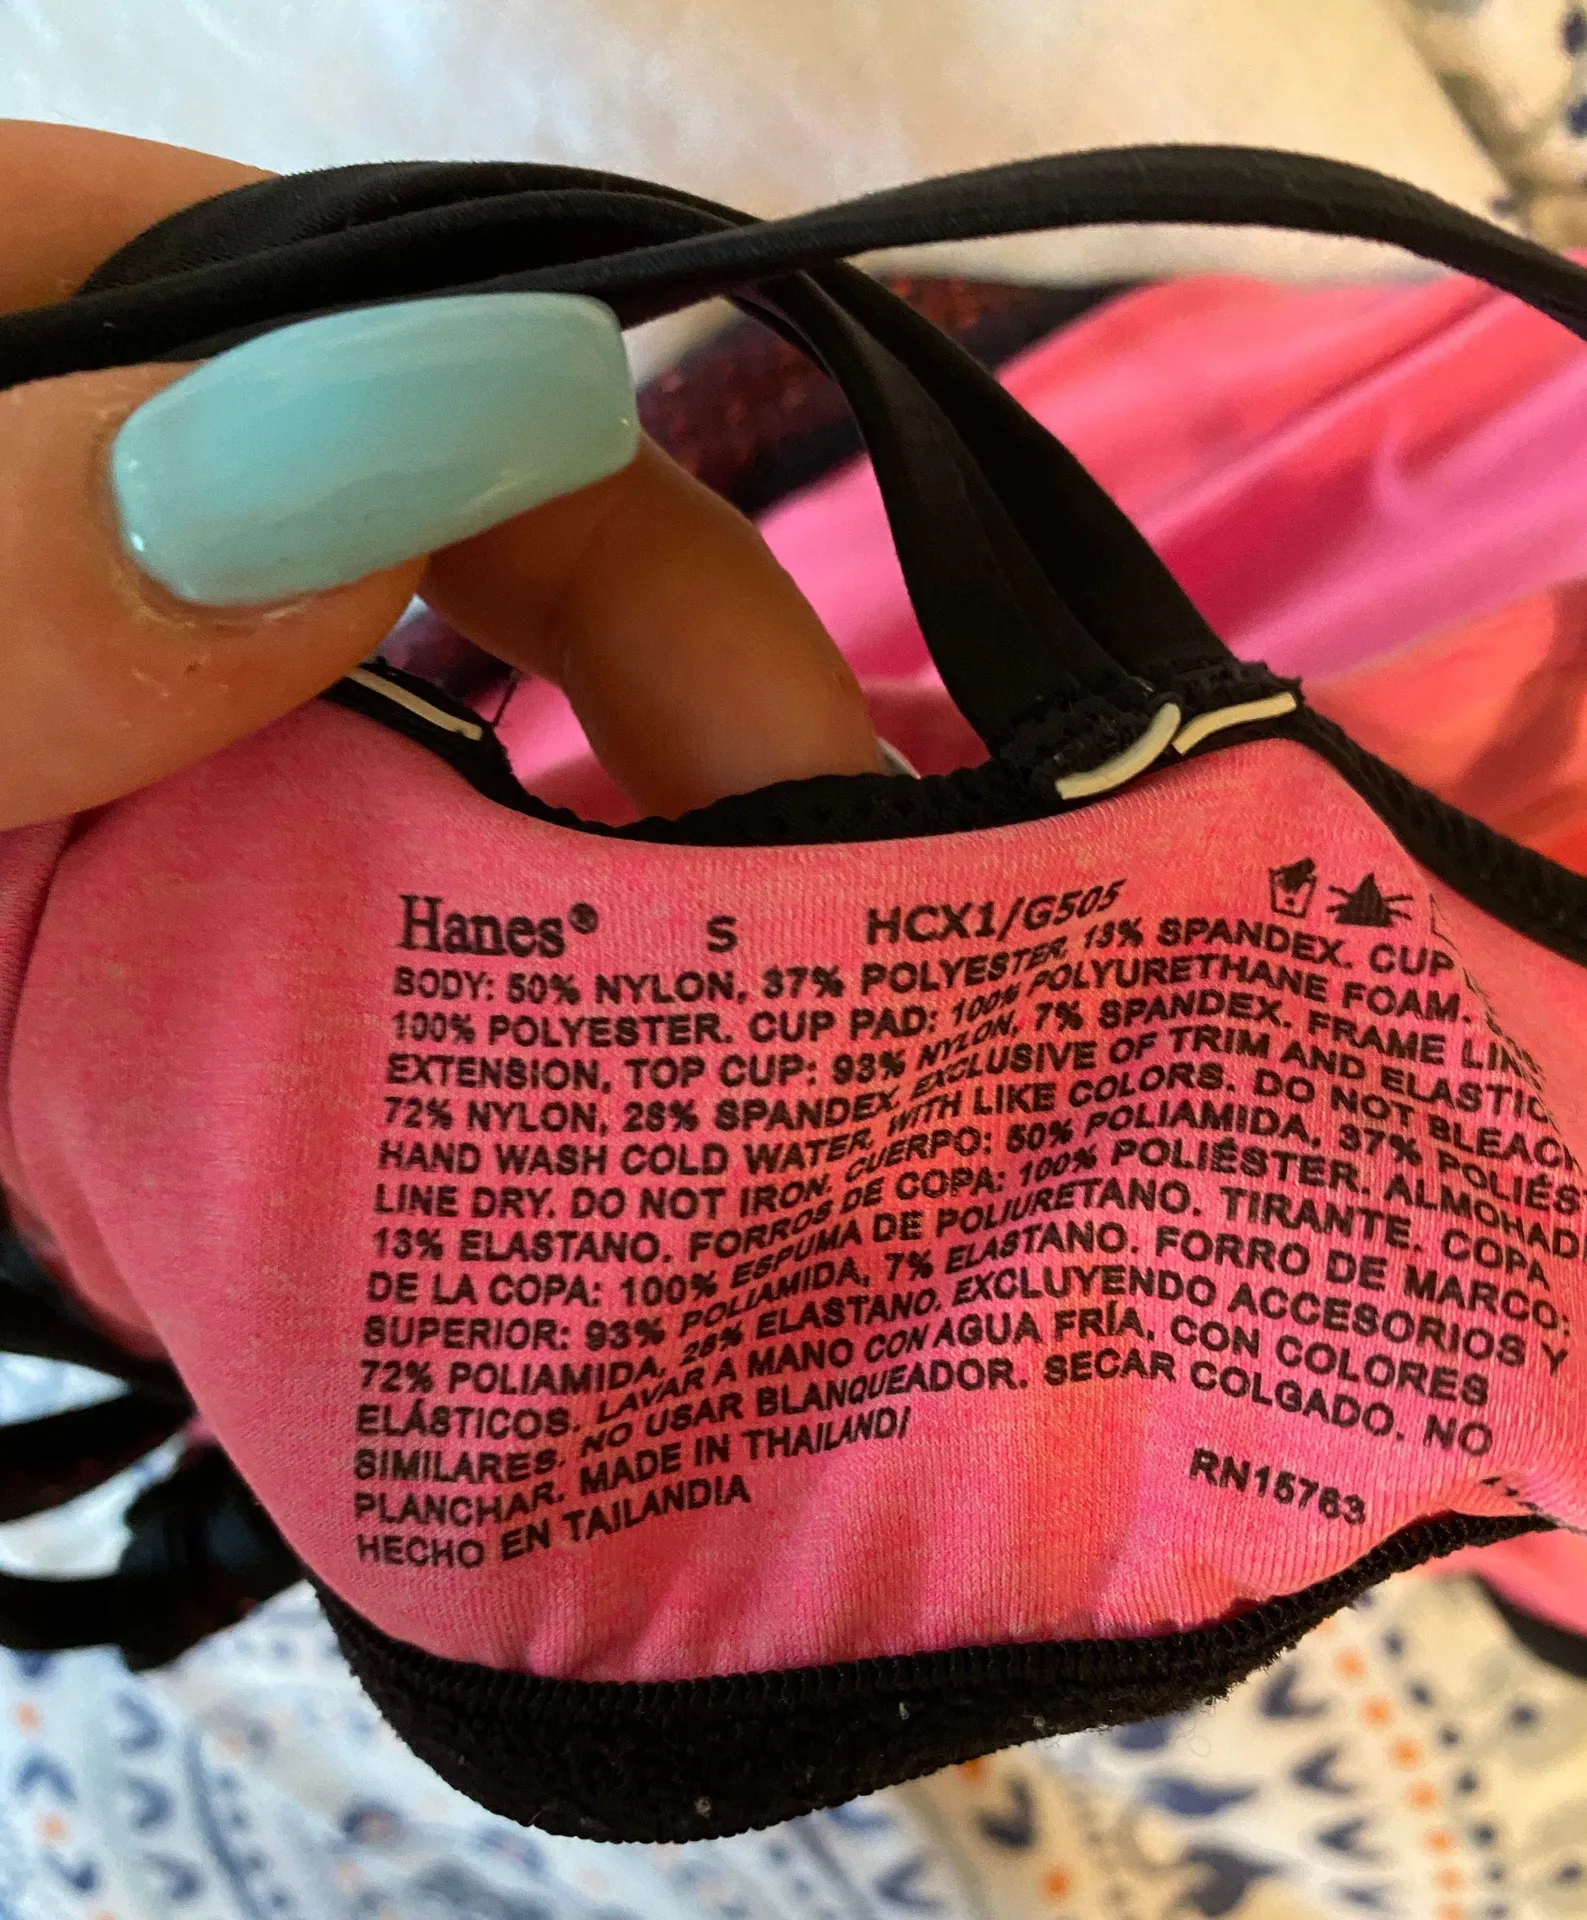 Hanes® S HCX1/G505
BODY: 50% NYLON, 37% POLYESTER, 13% SPANDEX. CUP
100% POLYESTER. CUP PAD: 100% POLYURETHANE FOAM.
EXTENSION, TOP CUP: 93% NYLON, 7% SPANDEX. FRAME
72% NYLON, 28% SPANDEX. EXCLUSIVE OF TRIM AND ELASTIC
HAND WASH COLD WATER, WITH LIKE COLORS. DO NOT BLEACH
LINE DRY. DO NOT IRON. CUERPO: 50% POLIAMIDA, 37% POLIÉS
13% ELASTANO. FORROS DE COPA: 100% POLIÉSTER. ALMOHAD
DE LA COPA: 100% ESPUMA DE POLIURETANO. TIRANTE. COPA
SUPERIOR: 93% POLIAMIDA, 7% ELASTANO. FORRO DE MARCO:
72% POLIAMIDA, 28% ELASTANO. EXCLUYENDO ACCESORIOS Y
ELÁSTICOS. LAVAR A MANO CON AGUA FRÍA, CON COLORES
SIMILARES. NO USAR BLANQUEADOR. SECAR COLGADO. NO
PLANCHAR. MADE IN THAILAND/
HECHO EN TAILANDIA
RN15763